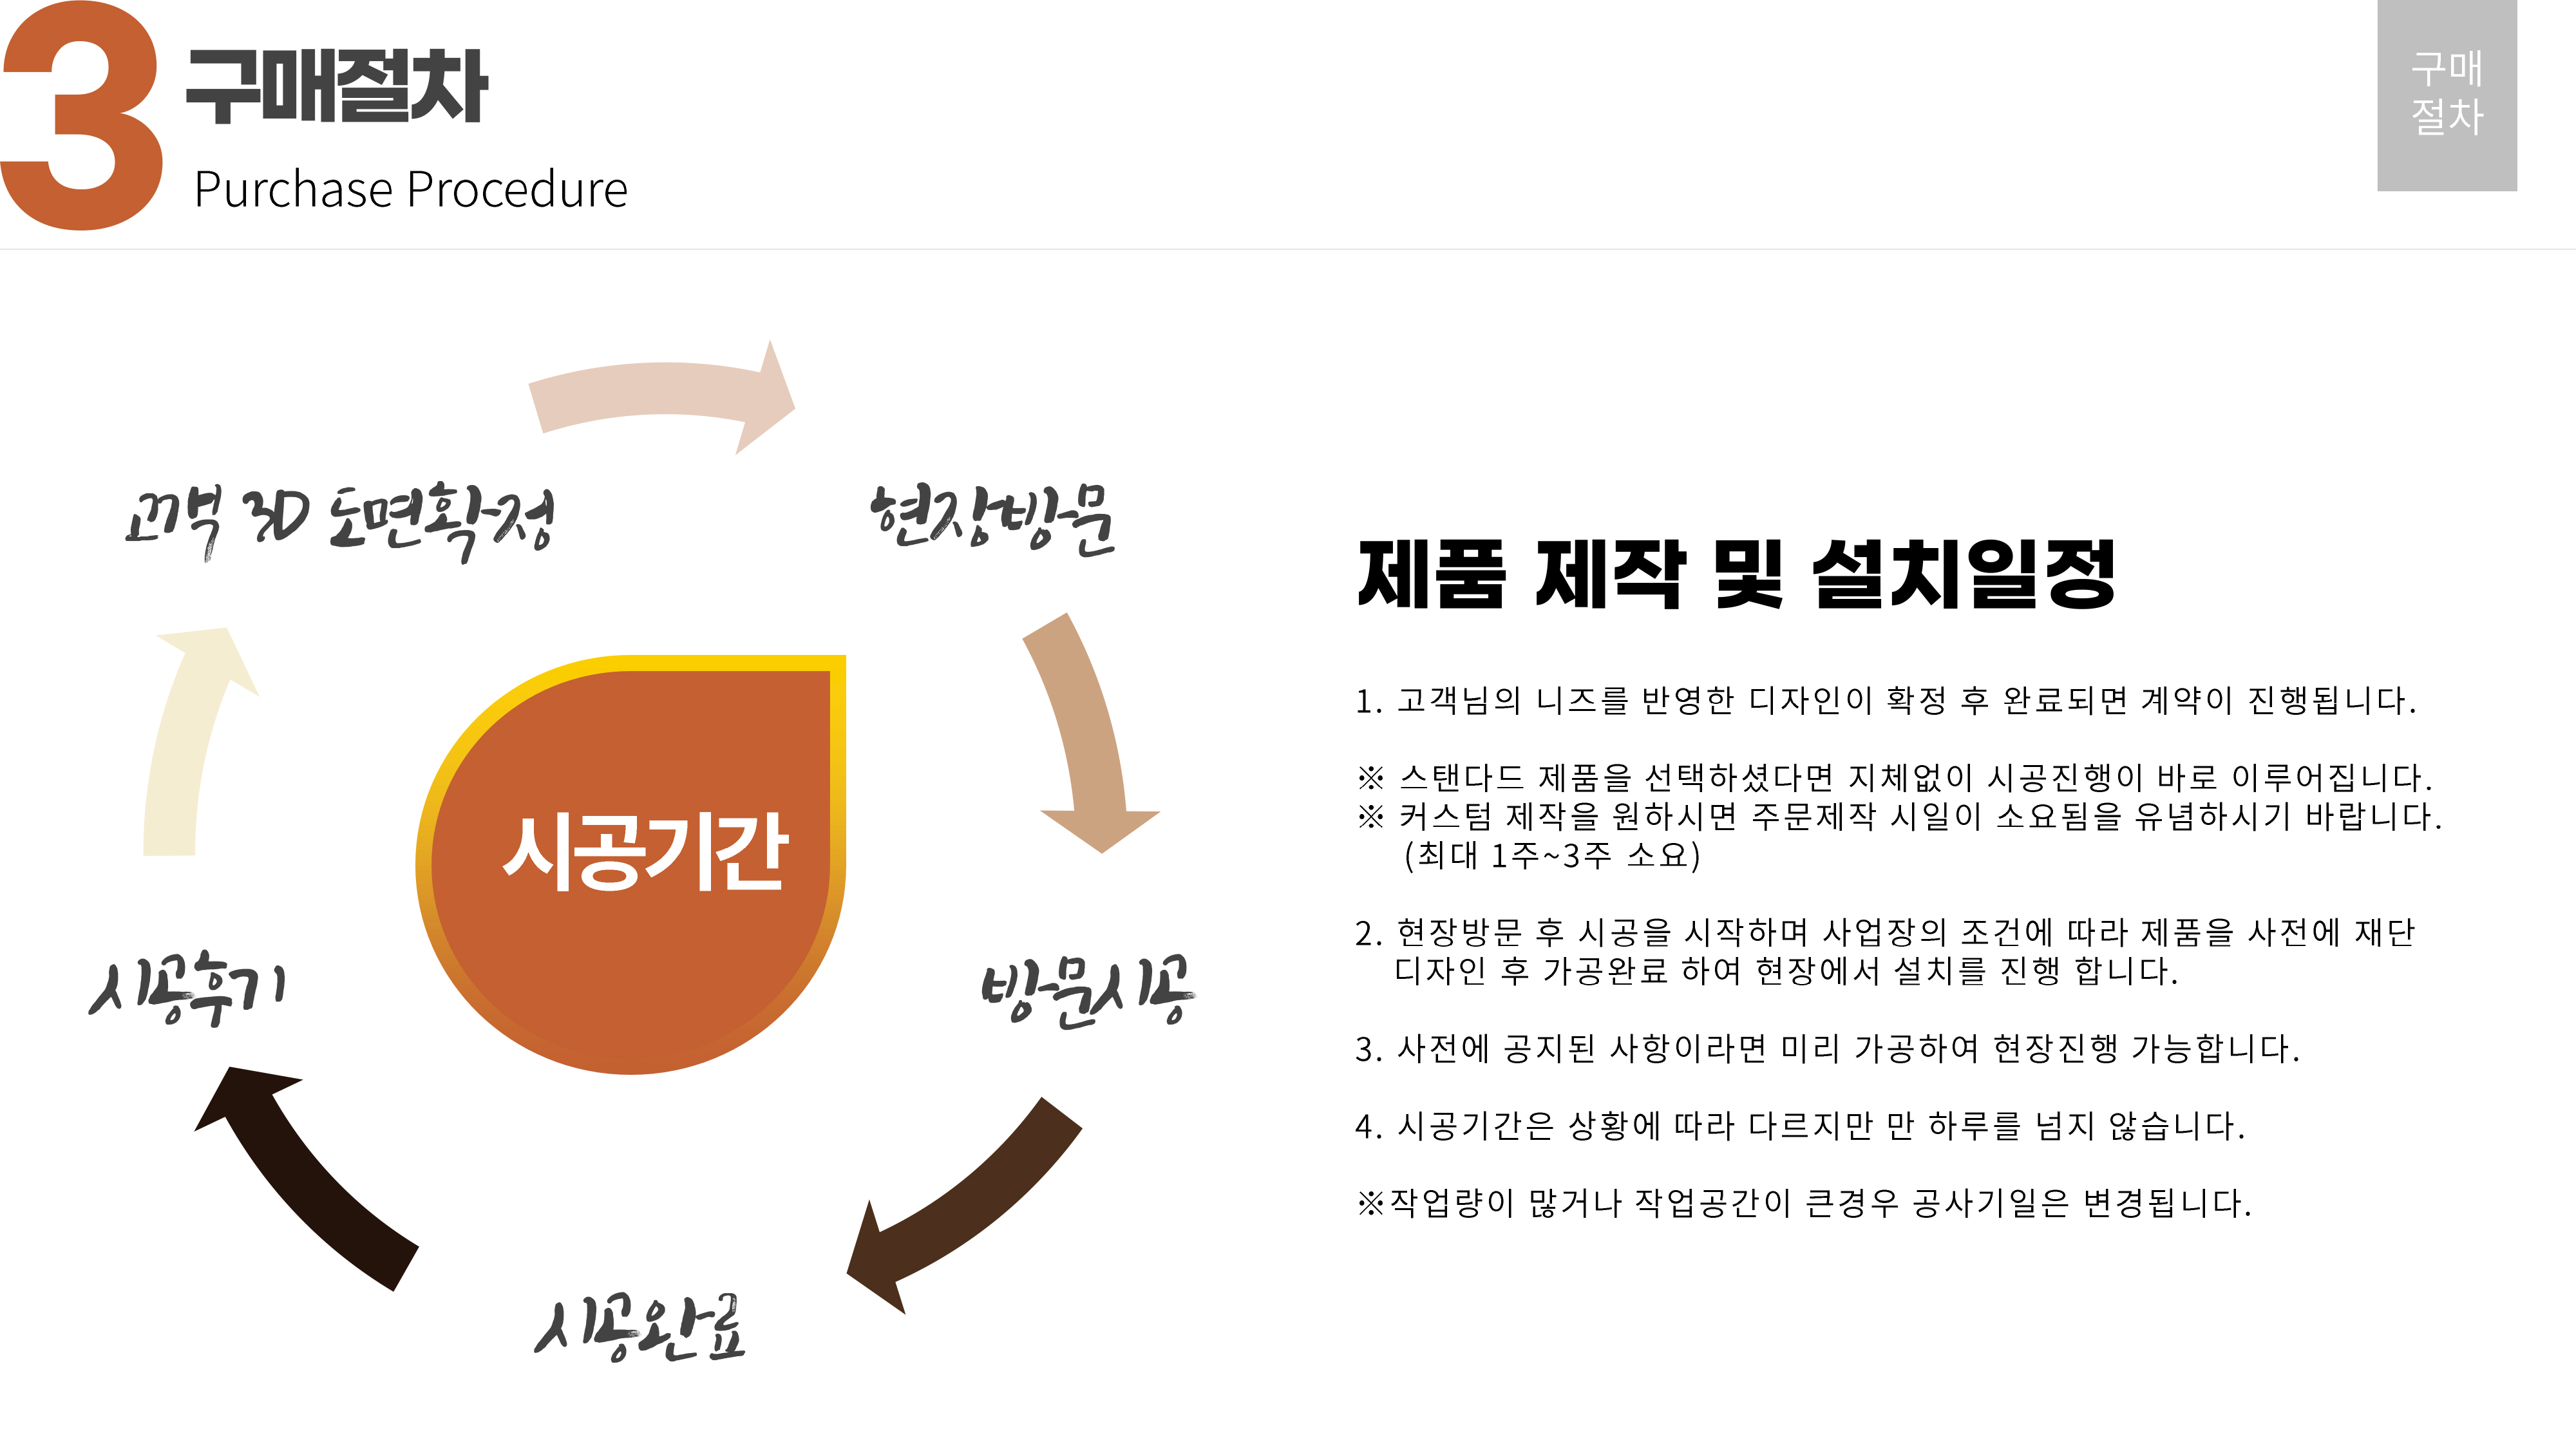 3
구매절차
Purchase Procedure
구매
절차
고객 3D 도면확정
현장방문
시공기간
시공후기
방문시공
시공완료
제품 제작 및 설치일정
1. 고객님의 니즈를 반영한 디자인이 확정 후 완료되면 계약이 진행됩니다.
※ 스탠다드 제품을 선택하셨다면 지체없이 시공진행이 바로 이루어집니다.
※ 커스텀 제작을 원하시면 주문제작 시일이 소요됨을 유념하시기 바랍니다.
(최대 1주~3주 소요)
2. 현장방문 후 시공을 시작하며 사업장의 조건에 따라 제품을 사전에 재단
디자인 후 가공완료 하여 현장에서 설치를 진행 합니다.
3. 사전에 공지된 사항이라면 미리 가공하여 현장진행 가능합니다.
4. 시공기간은 상황에 따라 다르지만 만 하루를 넘지 않습니다.
※작업량이 많거나 작업공간이 큰경우 공사기일은 변경됩니다.